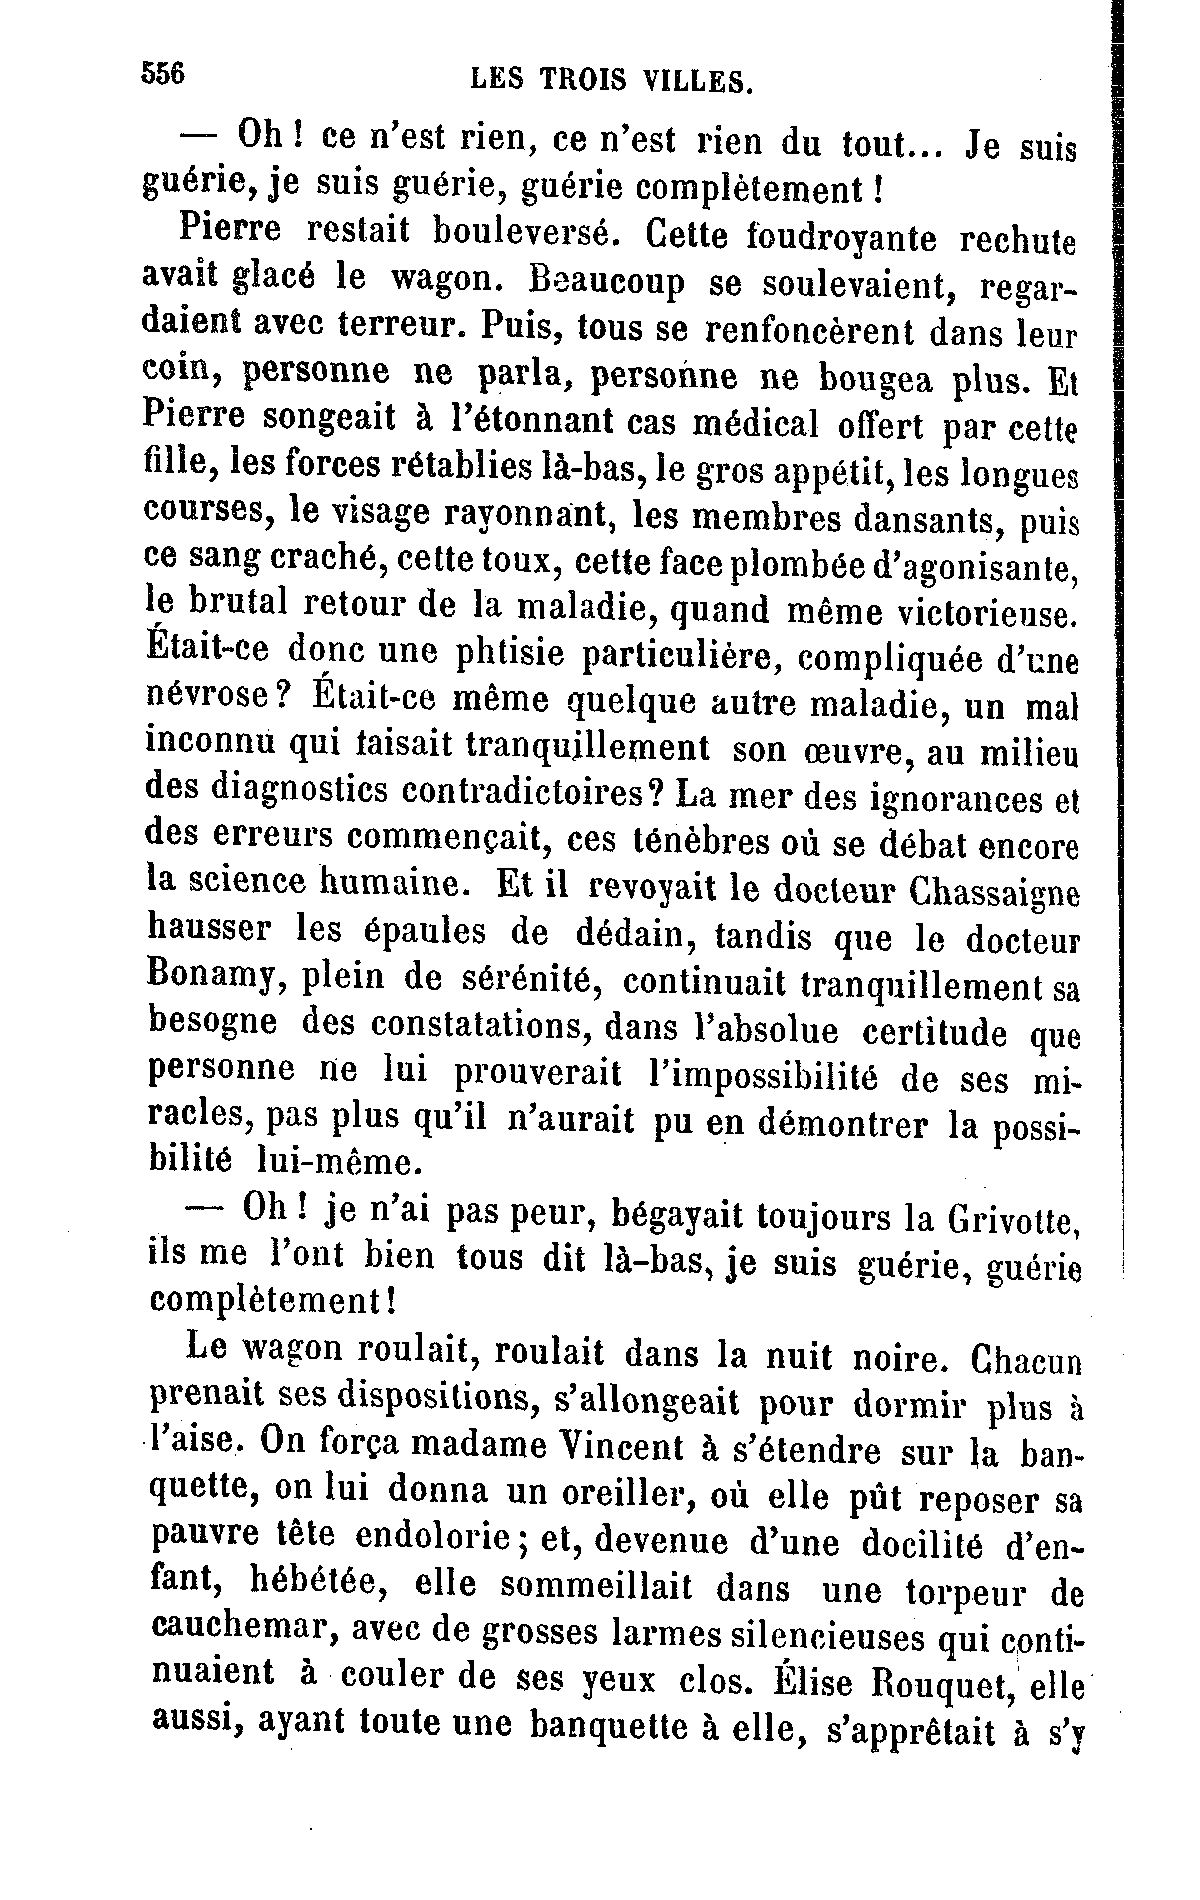 556 LES TROIS VILLES.
— Oh ! ce n'est rien, ce n'est rien du tout... Je suis
guérie, je suis guérie, guérie complètement !
Pierre restait bouleversé. Cette foudroyante rechute
avait glacé le wagon. Beaucoup se soulevaient, regar-
daient avec terreur. Puis, tous se renfoncèrent dans leur
coin, personne ne parla, personne ne bougea plus. Et
Pierre songeait à l'étonnant cas médical offert par cette
fille, les forces rétablies là-bas, le gros appétit, les longues
courses, le visage rayonnant, les membres dansants, puis
ce sang craché, cette toux, cette face plombée d'agonisante,
le brutal retour de la maladie, quand même victorieuse.
Était-ce donc une phtisie particulière, compliquée d'une
névrose ? Était-ce même quelque autre maladie, un mal
inconnu qui faisait tranquillement son œuvre, au milieu
des diagnostics contradictoires ? La mer des ignorances et
des erreurs commençait, ces ténèbres où se débat encore
la science humaine. Et il revoyait le docteur Chassaigne
hausser les épaules de dédain, tandis que le docteur
Bonamy, plein de sérénité, continuait tranquillement sa
besogne des constatations, dans l'absolue certitude que
personne ne lui prouverait l'impossibilité de ses mi-
racles, pas plus qu'il n'aurait pu en démontrer la possi-
bilité lui-même.
— Oh ! je n'ai pas peur, bégayait toujours la Grivotte,
ils me l'ont bien tous dit là-bas, je suis guérie, guérie
complètement !
Le wagon roulait, roulait dans la nuit noire. Chacun
prenait ses dispositions, s'allongeait pour dormir plus à
l'aise. On força madame Vincent à s'étendre sur la ban-
quette, on lui donna un oreiller, où elle pût reposer sa
pauvre tête endolorie ; et, devenue d'une docilité d'en-
fant, hébétée, elle sommeillait dans une torpeur de
cauchemar, avec de grosses larmes silencieuses qui conti-
nuaient à couler de ses yeux clos. Élise Rouquet, elle
aussi, ayant toute une banquette à elle, s'apprêtait à s'y